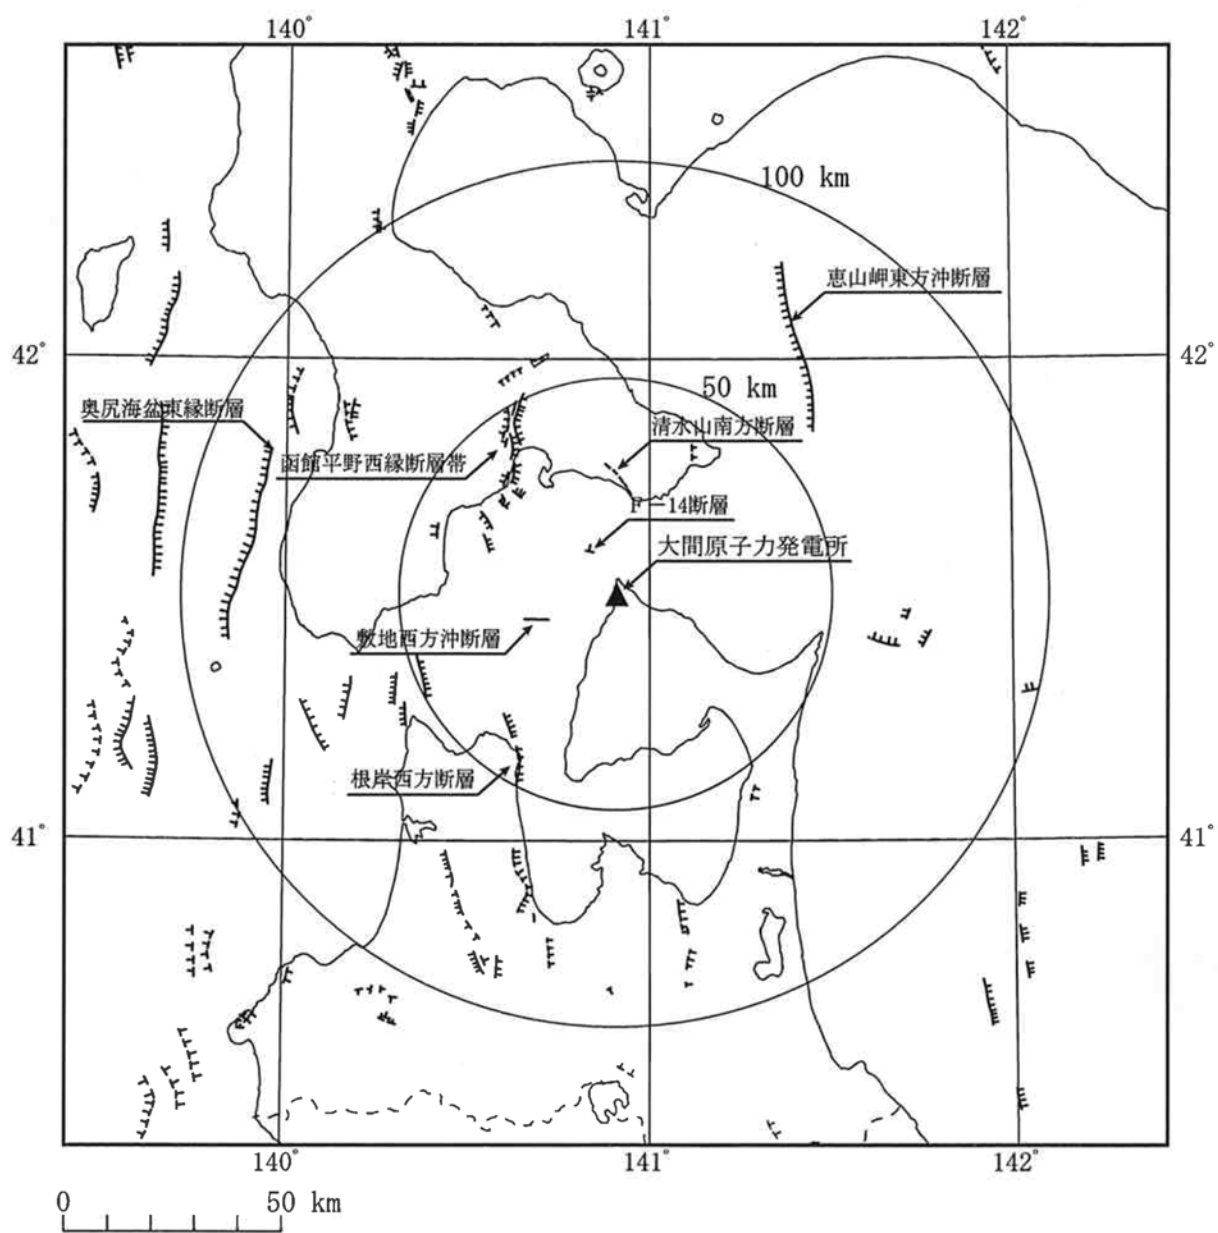 140° 141° 142°
100 km
恵山岬東方沖断層
42° 42°
50 km
奥尻海盆東縁断層
清水山南方断層
函館平野西縁断層帯
F-14断層
大間原子力発電所
敷地西方沖断層
根岸西方断層
41° 41°
140° 141° 142°
0 50 km